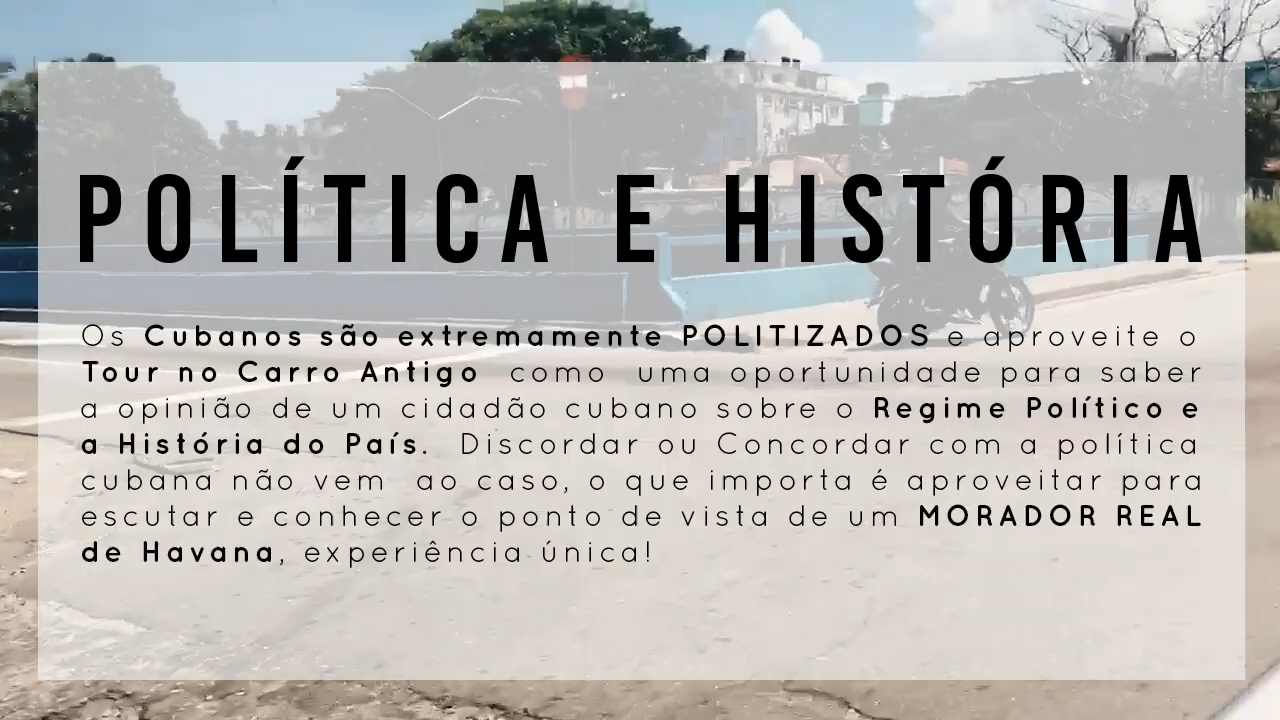 POLÍTICA E HISTÓRIA
Os Cubanos são extremamente POLITIZADOS e aproveite o
Tour no Carro Antigo como uma oportunidade para saber
a opinião de um cidadão cubano sobre o Regime Político e
a História do País. Discordar ou Concordar com a política
cubana não vem ao caso, o que importa é aproveitar para
escutar e conhecer o ponto de vista de um MORADOR REAL
de Havana, experiência única!